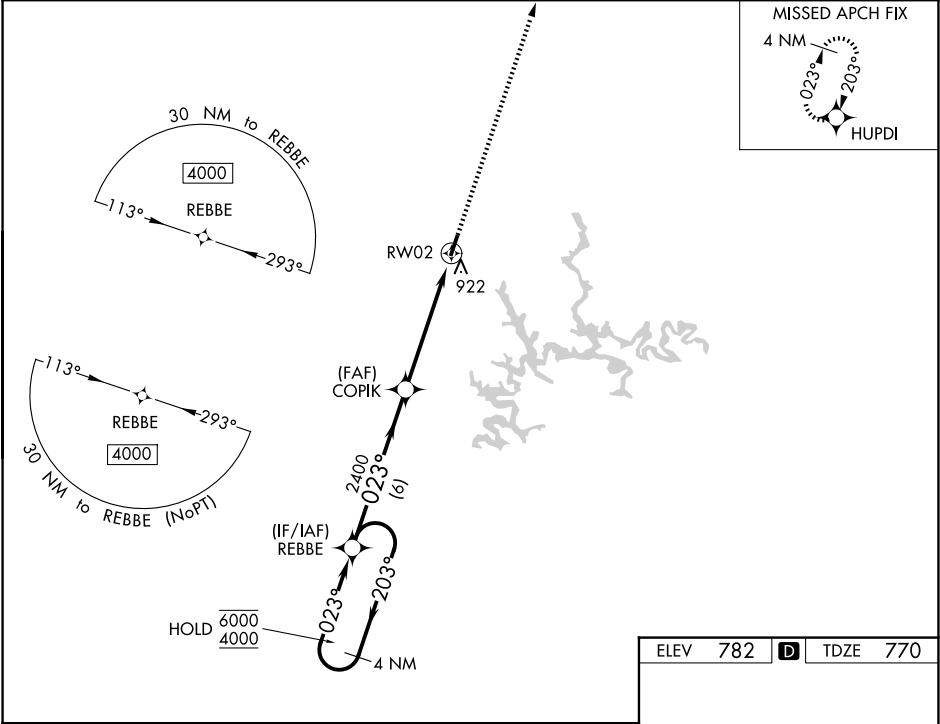 MISSED APCH FIX
4 NM
023°
203°
HUPDI
30 NM to REBBE
4000
REBBE
113°
293°
RW02
922
113°
293°
REBBE
4000
30 NM to REBBE (NoPT)
(FAF)
COPIK
2400
023°
(6)
(IF/IAF)
REBBE
023°
203°
HOLD 6000
4000
4 NM
ELEV 782 D TDZE 770